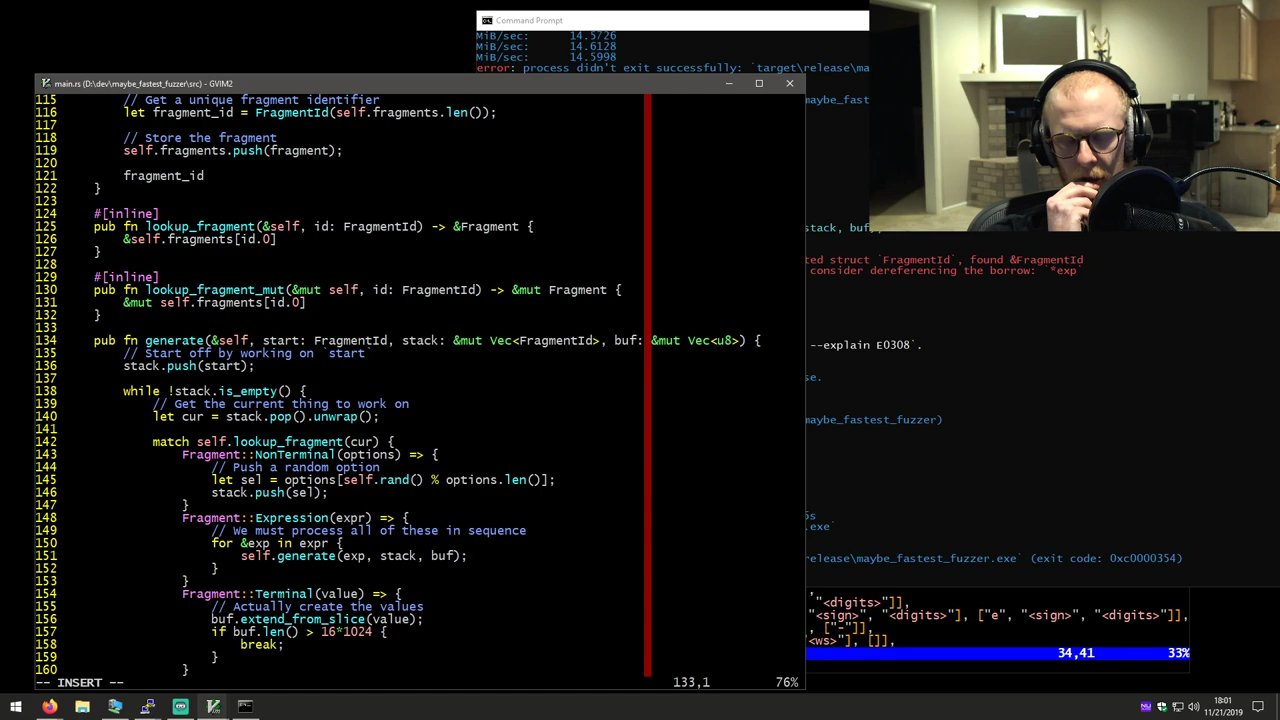 Command Prompt
MiB/sec: 14.5726
MiB/sec: 14.6128
MiB/sec: 14.5998
error: process didn't exit successfully: `target\release\ma
main.rs (D:\dev\maybe_fastest_fuzzer\src) - GVIM2
115 // Get a unique fragment identifier
116 let fragment_id = FragmentId(self.fragments.len());
117
118 // Store the fragment
119 self.fragments.push(fragment);
120
121 fragment_id
122 }
123
124 #[inline]
125 pub fn lookup_fragment(&self, id: FragmentId) -> &Fragment {
126 &self.fragments[id.0]
127 }
128
129 #[inline]
130 pub fn lookup_fragment_mut(&mut self, id: FragmentId) -> &mut Fragment {
131 &mut self.fragments[id.0]
132 }
133
134 pub fn generate(&self, start: FragmentId, stack: &mut Vec<FragmentId>, buf: &mut Vec<u8>) {
135 // Start off by working on `start`
136 stack.push(start);
137
138 while !stack.is_empty() {
139 // Get the current thing to work on
140 let cur = stack.pop().unwrap();
141
142 match self.lookup_fragment(cur) {
143 Fragment::NonTerminal(options) => {
144 // Push a random option
145 let sel = options[self.rand() % options.len()];
146 stack.push(sel);
147 }
148 Fragment::Expression(expr) => {
149 // We must process all of these in sequence
150 for &exp in expr {
151 self.generate(exp, stack, buf);
152 }
153 }
154 Fragment::Terminal(value) => {
155 // Actually create the values
156 buf.extend_from_slice(value);
157 if buf.len() > 16*1024 {
158 break;
159 }
160 }
-- INSERT -- 133,1 76%
maybe_fast
stack, buf);
ted struct `FragmentId`, found &FragmentId
consider dereferencing the borrow: `*exp`
--explain E0308`.
se.
maybe_fastest_fuzzer)
.exe`
release\maybe_fastest_fuzzer.exe` (exit code: 0xc0000354)
"<digits>"]],
"<sign>", "<digits>"], ["e", "<sign>", "<digits>"]],
, ["-"]],
<ws>"], []],
34,41 33%
18:01
11/21/2019